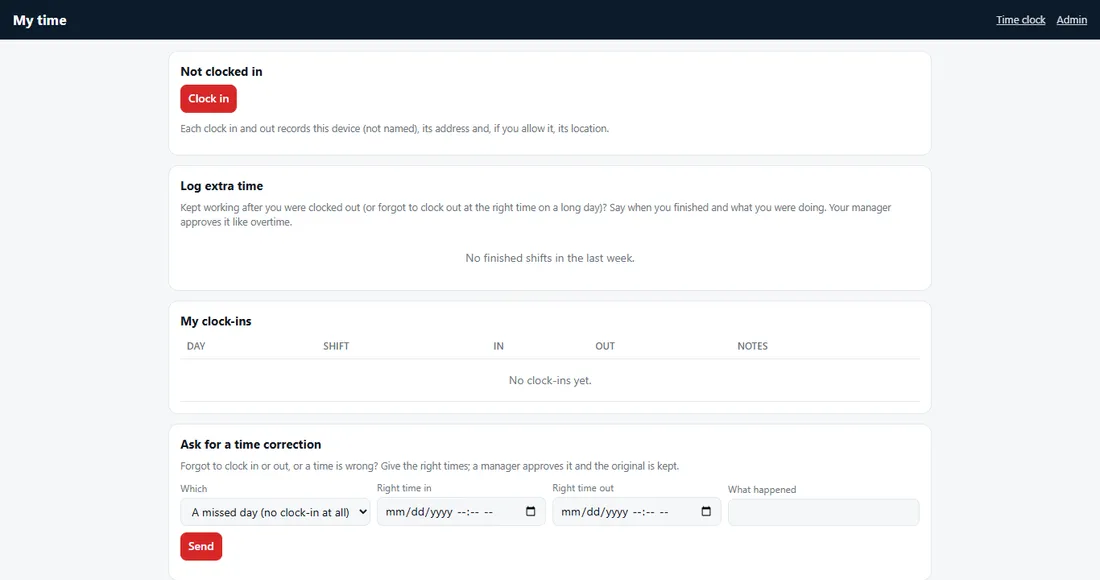 My time
Time clock Admin
Not clocked in
Clock in
Each clock in and out records this device (not named), its address and, if you allow it, its location.
Log extra time
Kept working after you were clocked out (or forgot to clock out at the right time on a long day)? Say when you finished and what you were doing. Your manager
approves it like overtime.
No finished shifts in the last week.
My clock-ins
DAY SHIFT IN OUT NOTES
No clock-ins yet.
Ask for a time correction
Forgot to clock in or out, or a time is wrong? Give the right times; a manager approves it and the original is kept.
Which Right time in Right time out What happened
A missed day (no clock-in at all) mm/dd/yyyy --:-- -- mm/dd/yyyy --:-- --
Send